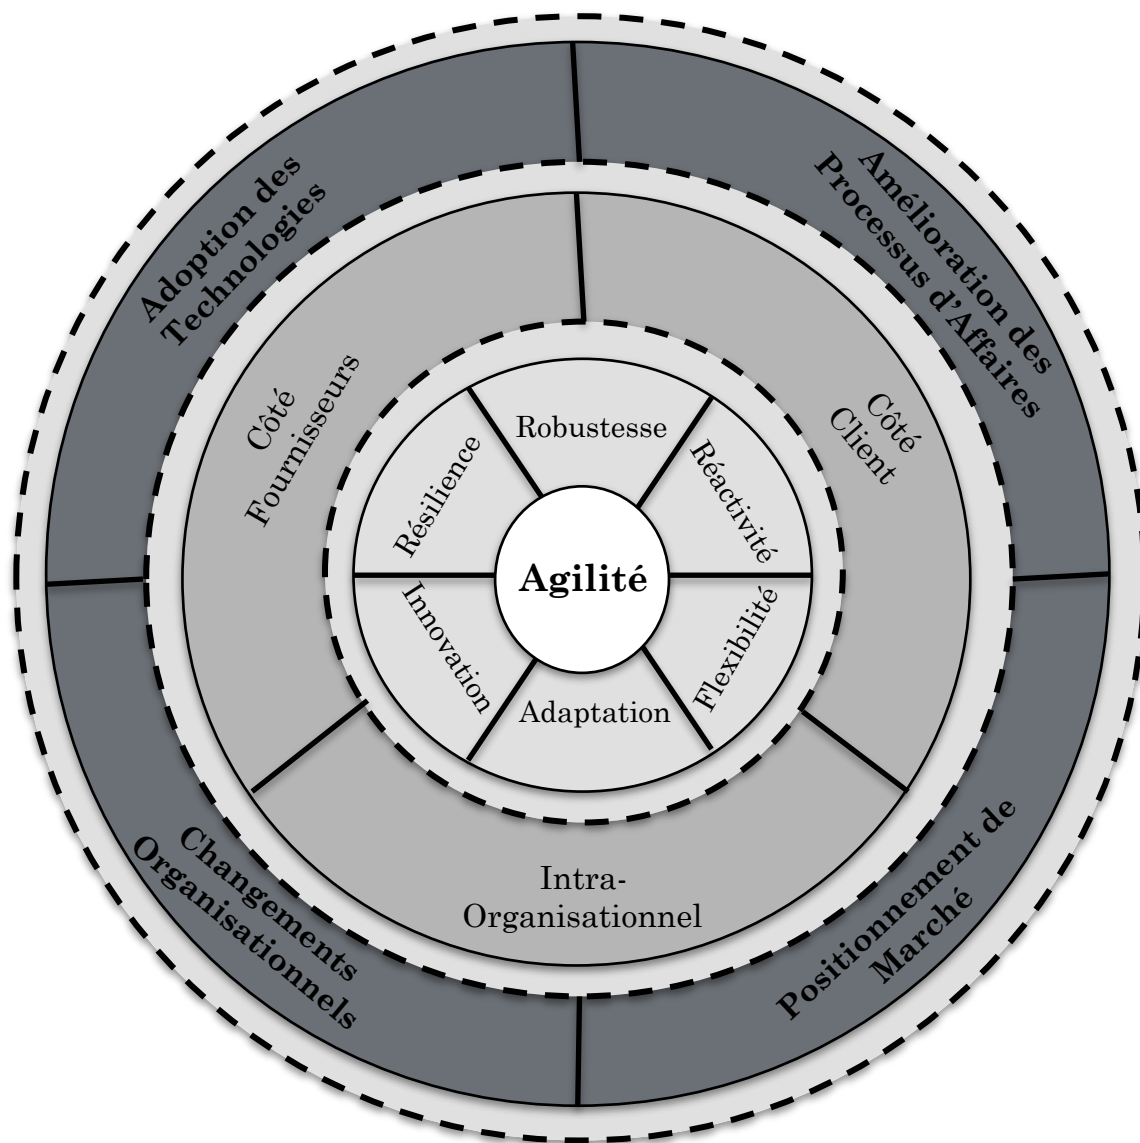 Adoption des
Technologies
Amélioration des
Processus d'Affaires
Côté
Fournisseurs
Côté
Client
Robustesse
Résilience
Réactivité
Agilité
Innovation
Flexibilité
Adaptation
Intra-
Organisationnel
Changements
Organisationnels
Positionnement de
Marché